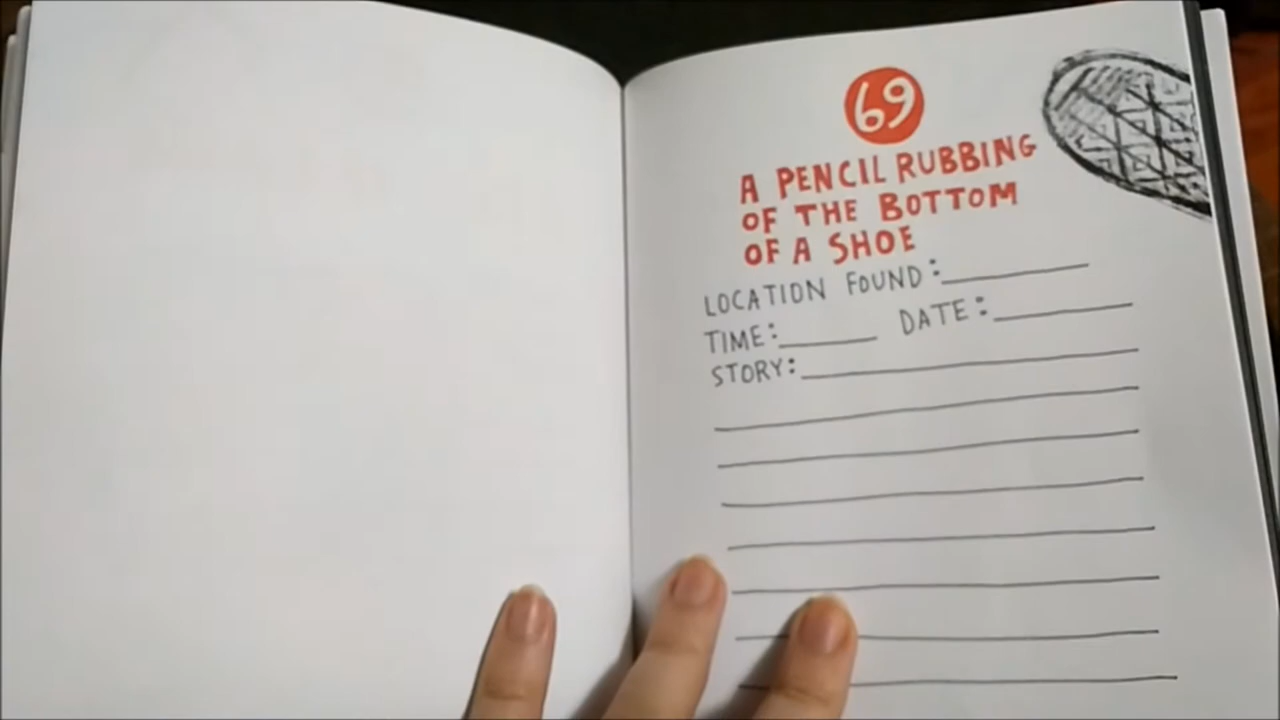 69
A PENCIL RUBBING
OF THE BOTTOM
OF A SHOE
LOCATION FOUND:
TIME: DATE:
STORY: